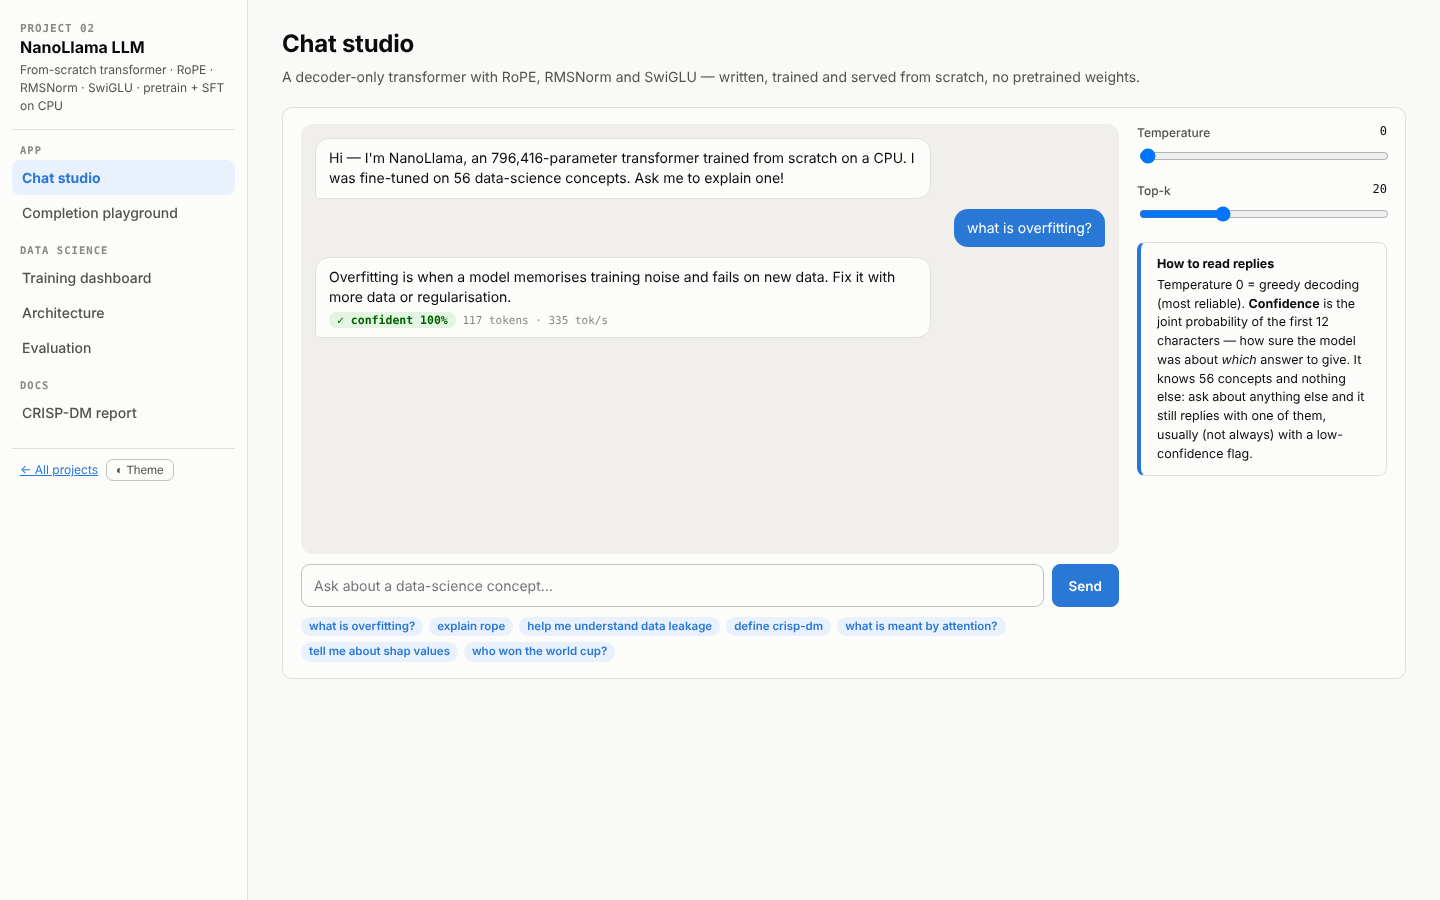 PROJECT 02
NanoLlama LLM
From-scratch transformer · RoPE ·
RMSNorm · SwiGLU · pretrain + SFT
on CPU
APP
Chat studio
Completion playground
DATA SCIENCE
Training dashboard
Architecture
Evaluation
DOCS
CRISP-DM report
← All projects
Theme
Chat studio
A decoder-only transformer with RoPE, RMSNorm and SwiGLU — written, trained and served from scratch, no pretrained weights.
Hi — I'm NanoLlama, an 796,416-parameter transformer trained from scratch on a CPU. I
was fine-tuned on 56 data-science concepts. Ask me to explain one!
what is overfitting?
Overfitting is when a model memorises training noise and fails on new data. Fix it with
more data or regularisation.
✓ confident 100% 117 tokens · 335 tok/s
Ask about a data-science concept...
Send
what is overfitting? explain rope help me understand data leakage define crisp-dm what is meant by attention?
tell me about shap values who won the world cup?
Temperature 0
Top-k 20
How to read replies
Temperature 0 = greedy decoding
(most reliable). Confidence is the
joint probability of the first 12
characters — how sure the model
was about which answer to give. It
knows 56 concepts and nothing
else: ask about anything else and it
still replies with one of them,
usually (not always) with a low-
confidence flag.